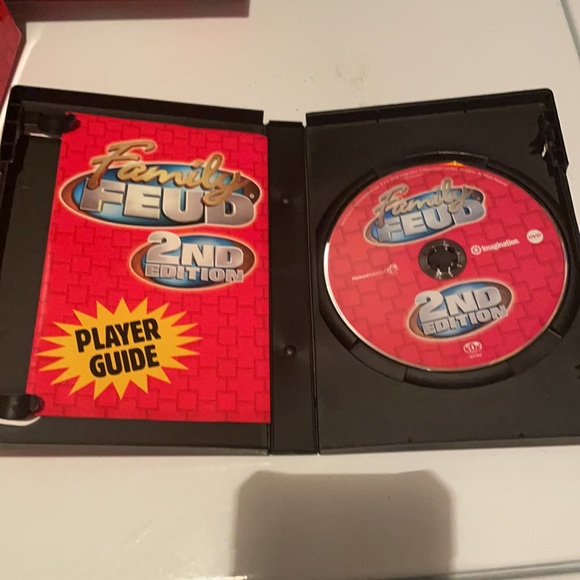 Family
FEUD
2ND
EDITION
PLAYER
GUIDE
Family
FEUD
imagination
DVD
2ND
EDITION